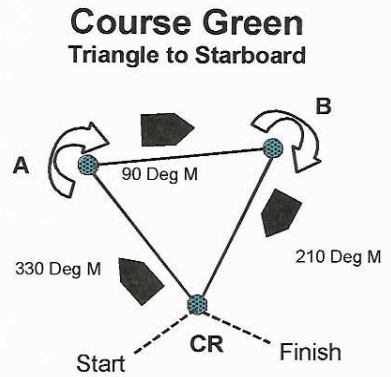 Course Green
Triangle to Starboard
B
A
90 Deg M
330 Deg M
210 Deg M
CR
Start
Finish